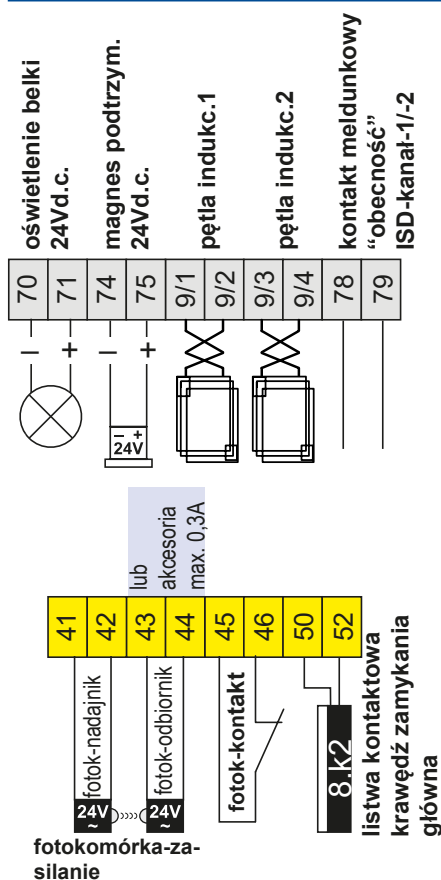 70
71
74
75
9/1
9/2
9/3
9/4
78
79
oświetlenie belki
24Vd.c.
magnes podtrzym.
24Vd.c.
pętla indukc.1
pętla indukc.2
kontakt meldunkowy
“obecność”
ISD-kanał-1/-2
–
+
–
+
– +
24V
41
42
43
44
45
46
50
52
lub
akcesoria
max. 0,3A
fotok-nadajnik
fotok-odbiornik
24V
~
24V
~
fotok-kontakt
8.k2
fotokomórka-za-
silanie
listwa kontaktowa
krawędź zamykania
główna